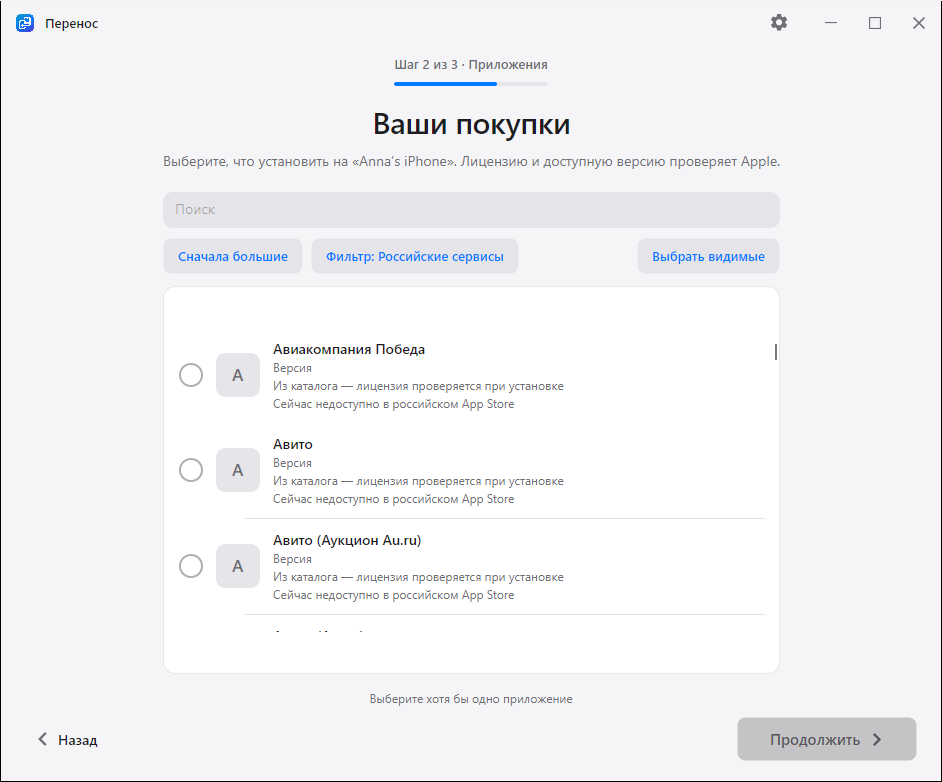 Перенос
Шаг 2 из 3 · Приложения
Ваши покупки
Выберите, что установить на «Anna's iPhone». Лицензию и доступную версию проверяет Apple.
Поиск
Сначала большие
Фильтр: Российские сервисы
Выбрать видимые
Авиакомпания Победа
А
Версия
Из каталога — лицензия проверяется при установке
Сейчас недоступно в российском App Store
Авито
А
Версия
Из каталога — лицензия проверяется при установке
Сейчас недоступно в российском App Store
Авито (Аукцион Au.ru)
А
Версия
Из каталога — лицензия проверяется при установке
Сейчас недоступно в российском App Store
Выберите хотя бы одно приложение
Назад
Продолжить